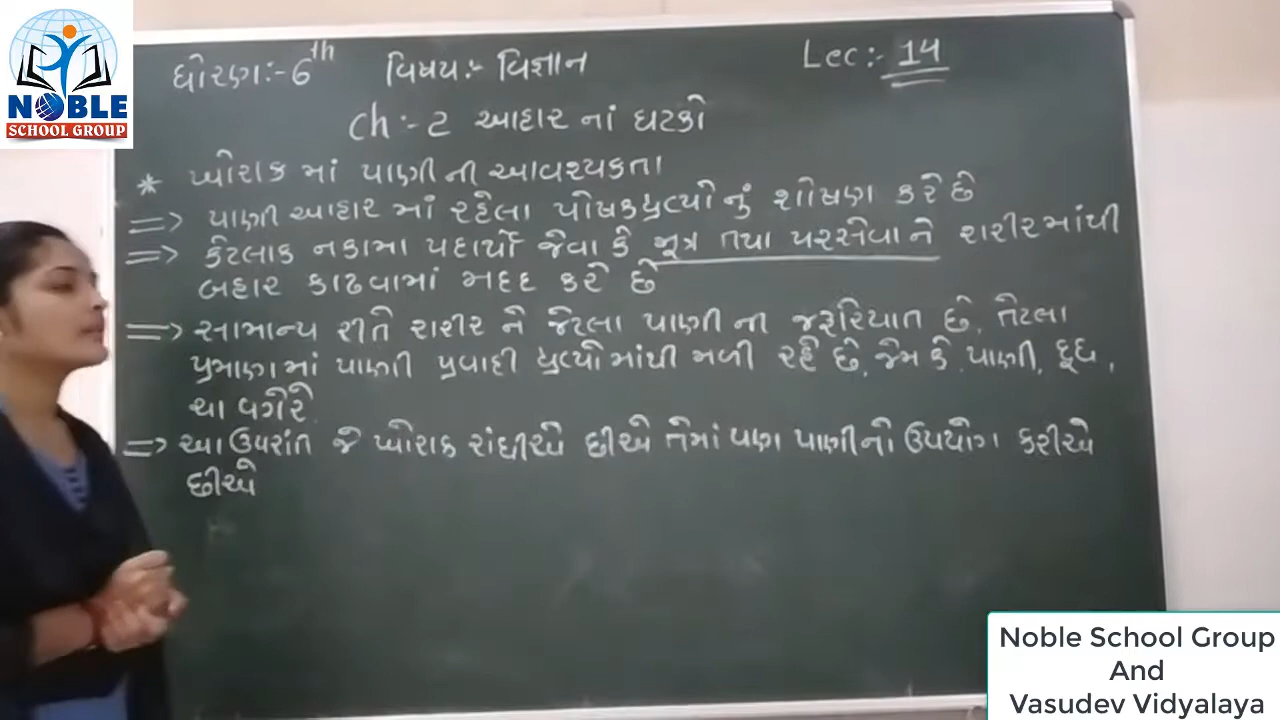 NOBLE
SCHOOL GROUP
ધોરણ:- 6th વિષય:- વિજ્ઞાન Lec:- 14
ch:- ૨ આહાર નાં ઘટકો
* ખોરાક માં પાણી ની આવશ્યકતા
=> પાણી આહાર માં રહેલા પોષકદ્રવ્યો નું શોષણ કરે છે
=> કેટલાક નકામા પદાર્થો જેવા કે મૂત્ર તથા પરસેવા ને શરીરમાંથી
બહાર કાઢવામાં મદદ કરે છે
=> સામાન્ય રીતે શરીર ને જેટલા પાણી ની જરૂરિયાત છે, તેટલા
પ્રમાણ માં પાણી પ્રવાહી દ્રવ્યોમાંથી મળી રહે છે, જેમ કે પાણી, દૂધ,
ચા વગેરે.
=> આ ઉપરાંત જે ખોરાક રાંધીએ છીએ તેમાં પણ પાણીનો ઉપયોગ કરીએ
છીએ
Noble School Group
And
Vasudev Vidyalaya